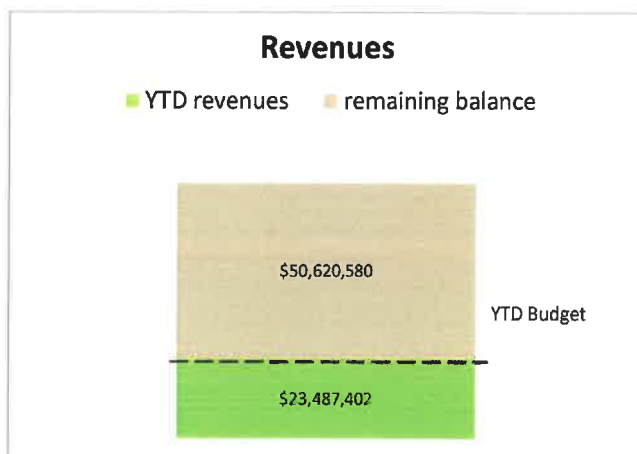 Revenues
YTD revenues remaining balance
$50,620,580
YTD Budget
$23,487,402